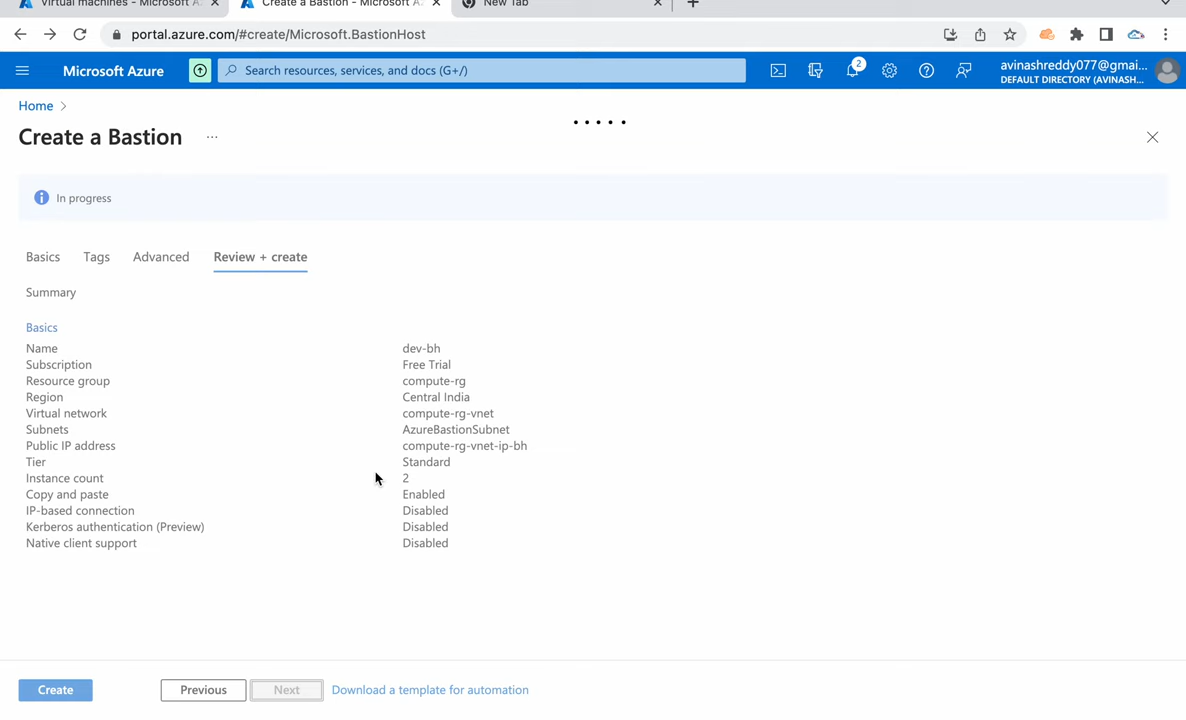 Virtual machines - Microsoft A
Create a Bastion - Microsoft A
New Tab
portal.azure.com/#create/Microsoft.BastionHost
Microsoft Azure
Search resources, services, and docs (G+/)
2
avinashreddy077@gmai...
DEFAULT DIRECTORY (AVINASH...
Home
Create a Bastion ...
In progress
Basics Tags Advanced Review + create
Summary
Basics
Name dev-bh
Subscription Free Trial
Resource group compute-rg
Region Central India
Virtual network compute-rg-vnet
Subnets AzureBastionSubnet
Public IP address compute-rg-vnet-ip-bh
Tier Standard
Instance count 2
Copy and paste Enabled
IP-based connection Disabled
Kerberos authentication (Preview) Disabled
Native client support Disabled
Create Previous Next Download a template for automation